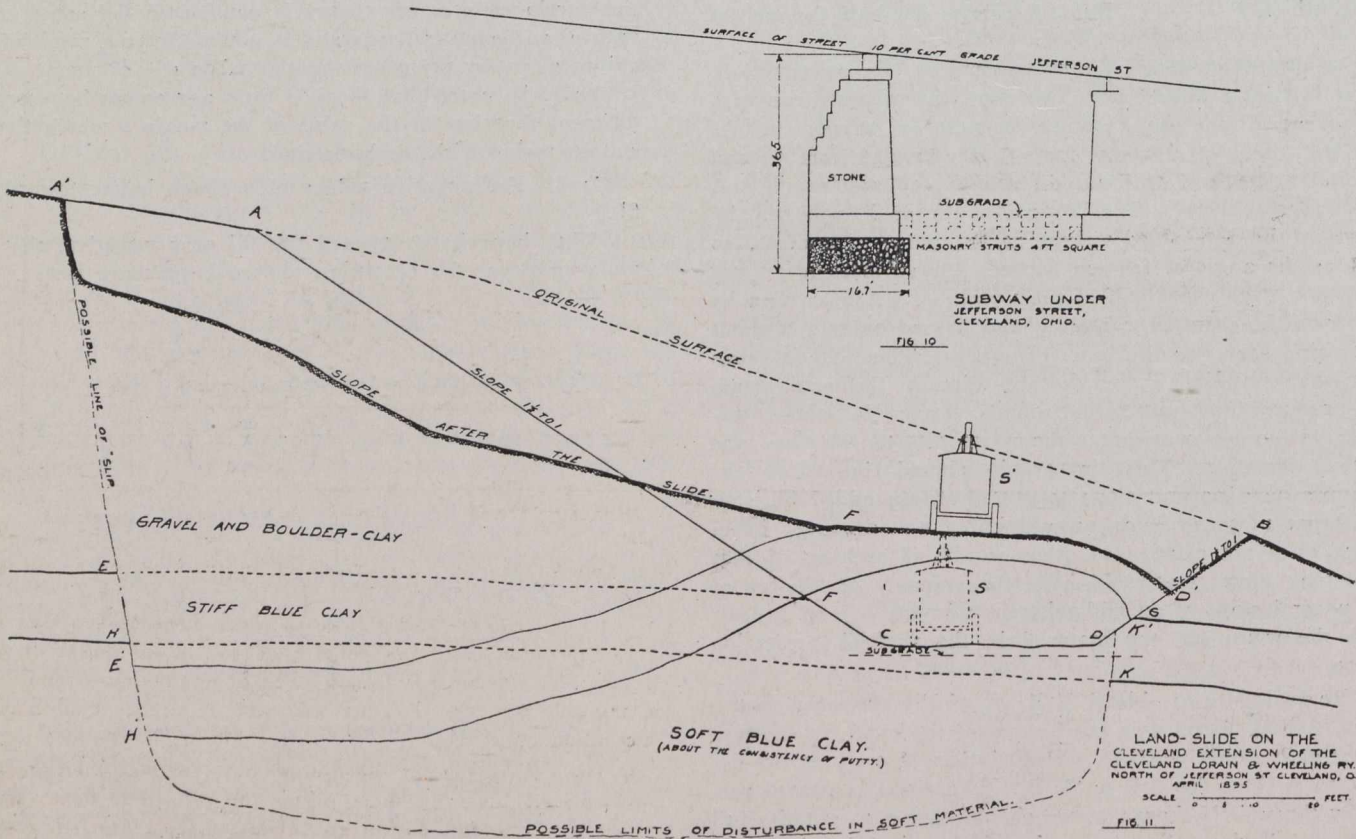 SURFACE OF STREET 10 PER CENT GRADE JEFFERSON ST
36.5
STONE
SUBGRADE
MASONRY STRUTS 4FT SQUARE
16.7'
SUBWAY UNDER
JEFFERSON STREET,
CLEVELAND, OHIO.
FIG 10
A'
A
ORIGINAL SURFACE
POSSIBLE LINE OF SLIP
SLOPE AFTER THE SLIDE.
SLOPE 1½ TO 1
S'
B
SLOPE 1½ TO 1
D'
GRAVEL AND BOULDER-CLAY
F
E
F
S
STIFF BLUE CLAY
G
K'
H
C
D
SUBGRADE
E'
K
H'
SOFT BLUE CLAY.
(ABOUT THE CONSISTENCY OF PUTTY.)
POSSIBLE LIMITS OF DISTURBANCE IN SOFT MATERIAL
LAND-SLIDE ON THE
CLEVELAND EXTENSION OF THE
CLEVELAND LORAIN & WHEELING RY.
NORTH OF JEFFERSON ST CLEVELAND, O.
APRIL 1895
SCALE 0 5 10 20 FEET
FIG 11